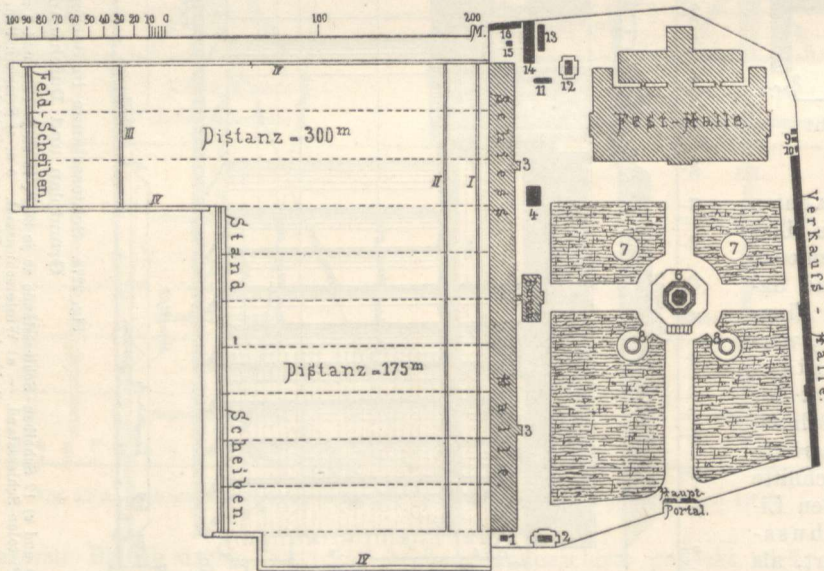 100 90 80 70 60 50 40 30 20 10 0 100 200 M.
16
15
14
13
12
11
IV
Feld-Scheiben.
III
Distanz = 300m
II
I
Schiess
3
4
Fest-Halle
9
10
IV
Stand - Scheiben.
7
7
6
8
8
Verkaufs - Halle.
Distanz = 175m
Halle.
3
Haupt-
Portal.
1
2
IV